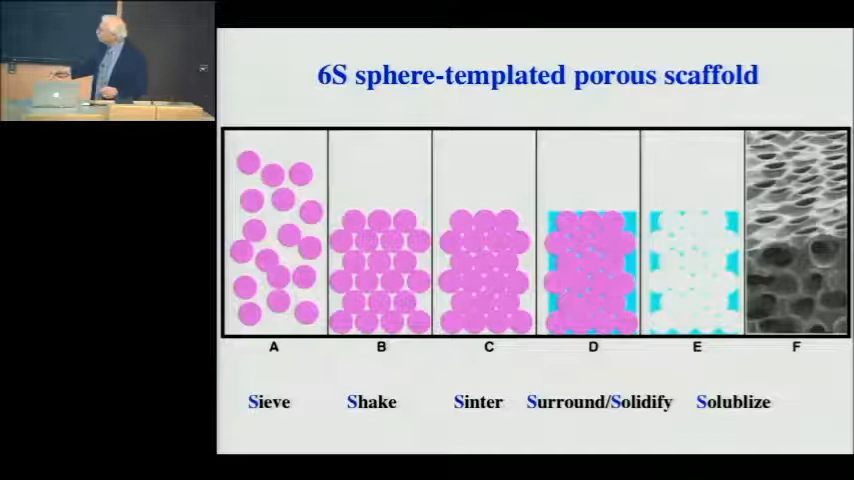 6S sphere-templated porous scaffold
A B C D E F
Sieve Shake Sinter Surround/Solidify Solublize